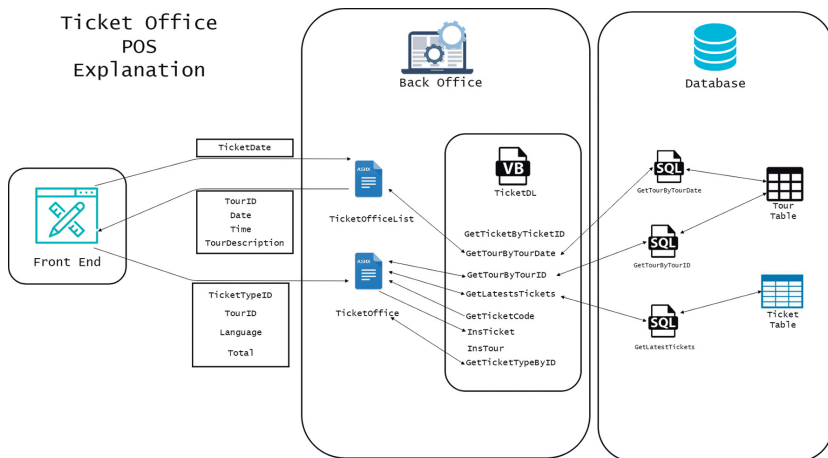 Ticket Office
POS
Explanation
Back Office
Database
TicketDate
TourID
Date
Time
TourDescription
Front End
TicketTypeID
TourID
Language
Total
ASHX
TicketOfficeList
ASHX
TicketOffice
VB
TicketDL
GetTicketByTicketID
GetTourByTourDate
GetTourByTourID
GetLatestsTickets
GetTicketCode
InsTicket
InsTour
GetTicketTypeByID
SQL
GetTourByTourDate
SQL
GetTourByTourID
SQL
GetLatestTickets
Tour
Table
Ticket
Table